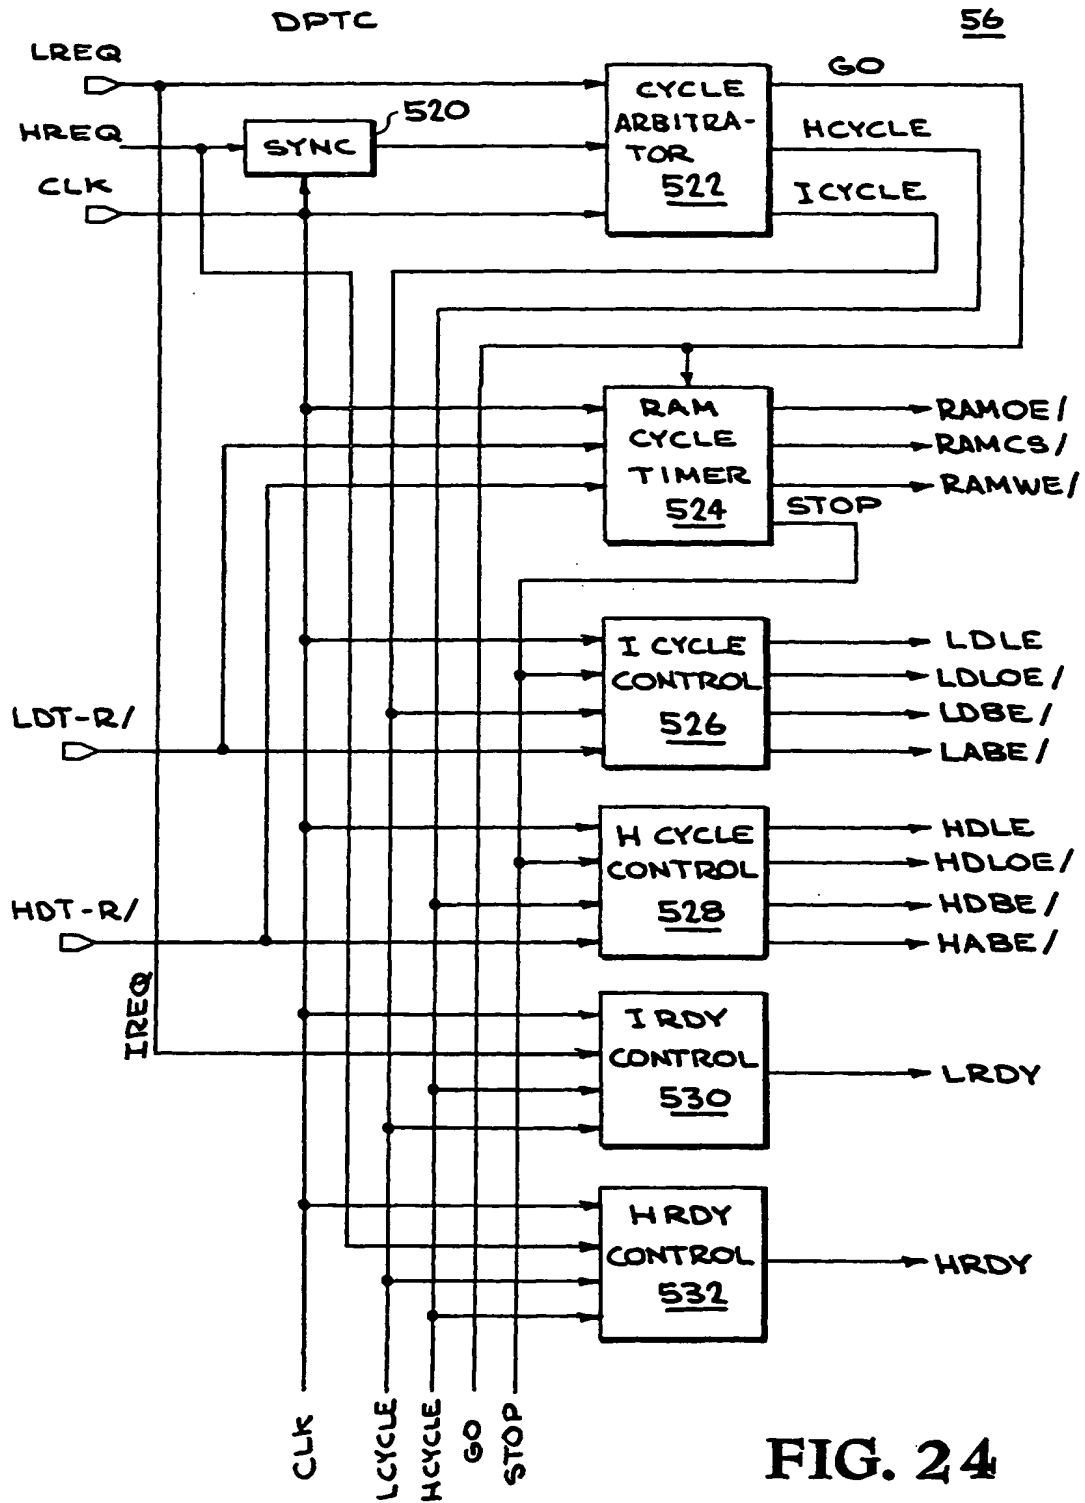 DPTC
56
LREQ
GO
CYCLE
ARBITRA-
TOR
522
520
HREQ
SYNC
HCYCLE
CLK
ICYCLE
RAM
CYCLE
TIMER
524
RAMOE/
RAMCS/
RAMWE/
STOP
I CYCLE
CONTROL
526
LDLE
LDLOE/
LDBE/
LABE/
LDT-R/
H CYCLE
CONTROL
528
HDLE
HDLOE/
HDBE/
HABE/
HDT-R/
IREQ
I RDY
CONTROL
530
LRDY
H RDY
CONTROL
532
HRDY
CLK
LCYCLE
HCYCLE
GO
STOP
FIG. 24